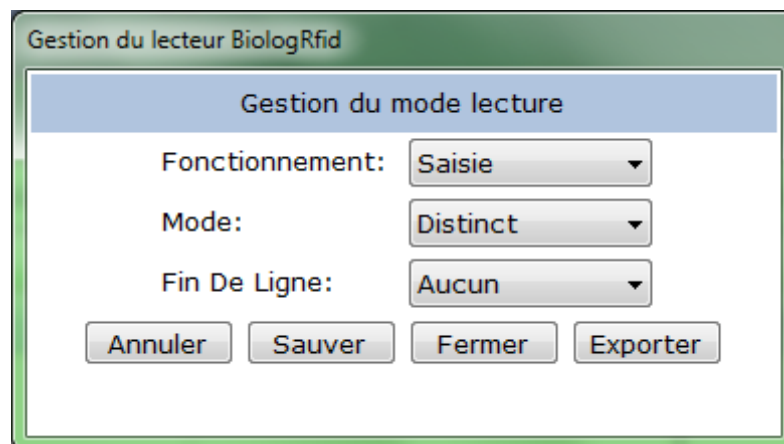 Gestion du lecteur BiologRfid
Gestion du mode lecture
Fonctionnement: Saisie
Mode: Distinct
Fin De Ligne: Aucun
Annuler Sauver Fermer Exporter